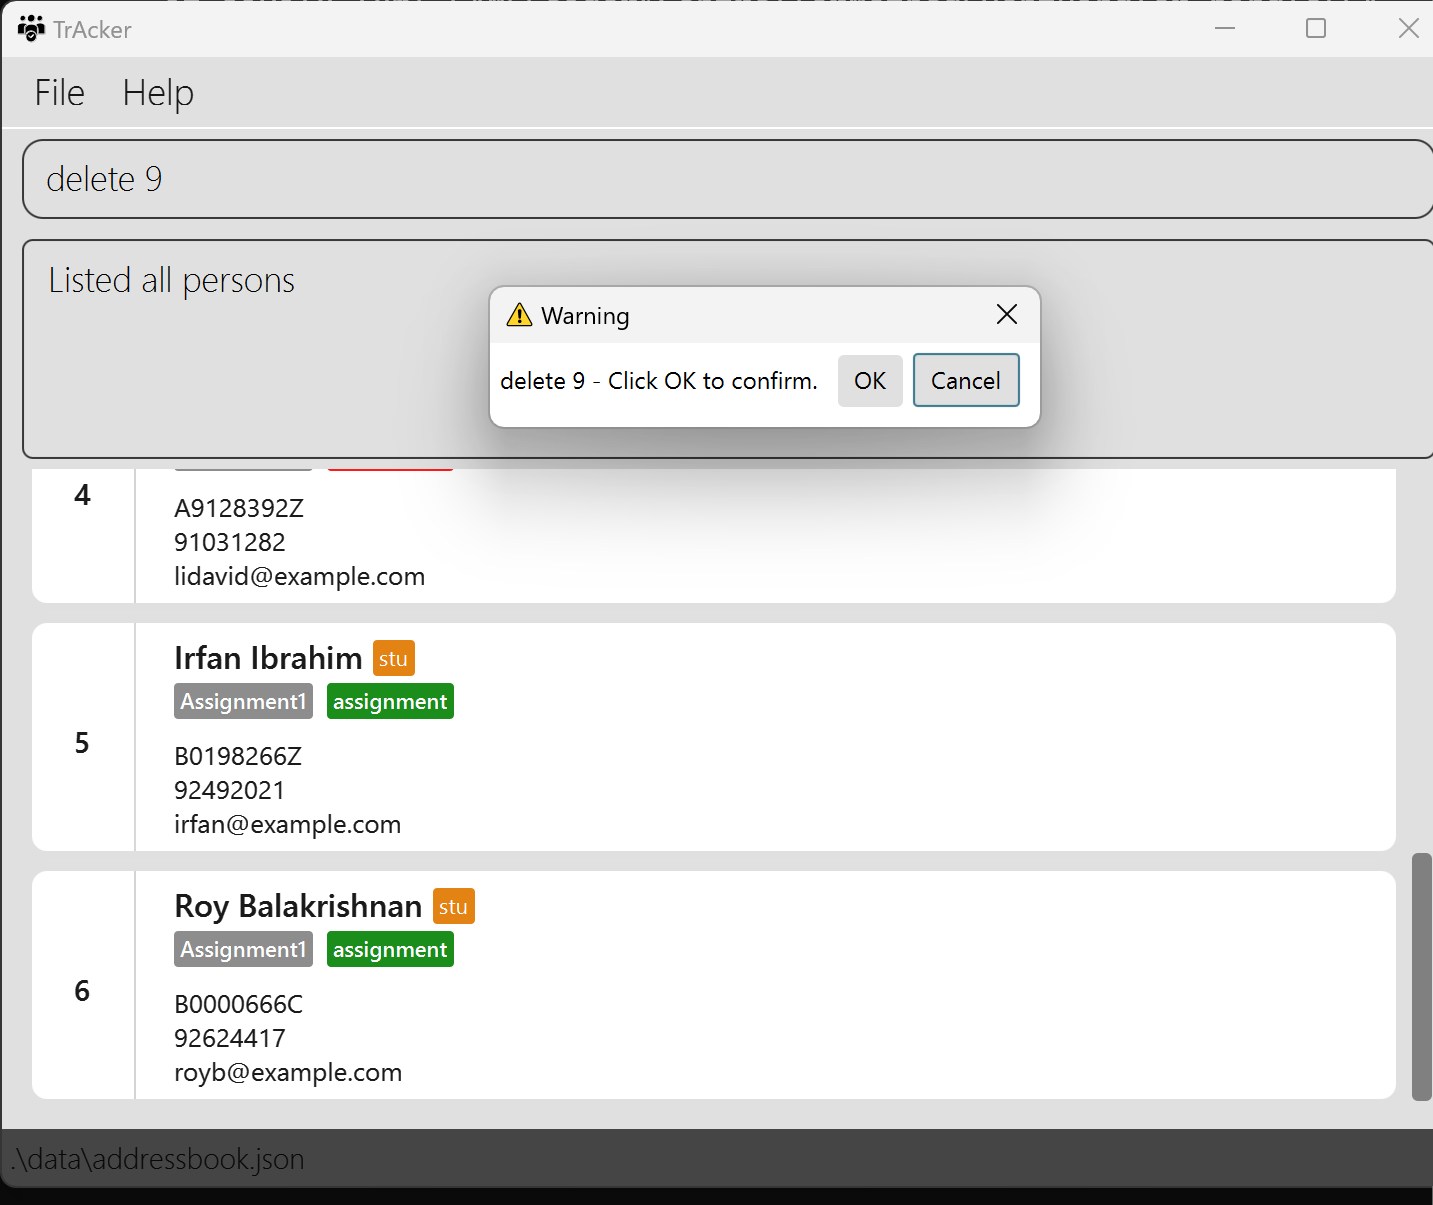 TrAcker
File Help
delete 9
Listed all persons
Warning
delete 9 - Click OK to confirm. OK Cancel
4
A9128392Z
91031282
lidavid@example.com
Irfan Ibrahim stu
Assignment1 assignment
5
B0198266Z
92492021
irfan@example.com
Roy Balakrishnan stu
Assignment1 assignment
6
B0000666C
92624417
royb@example.com
.\data\addressbook.json